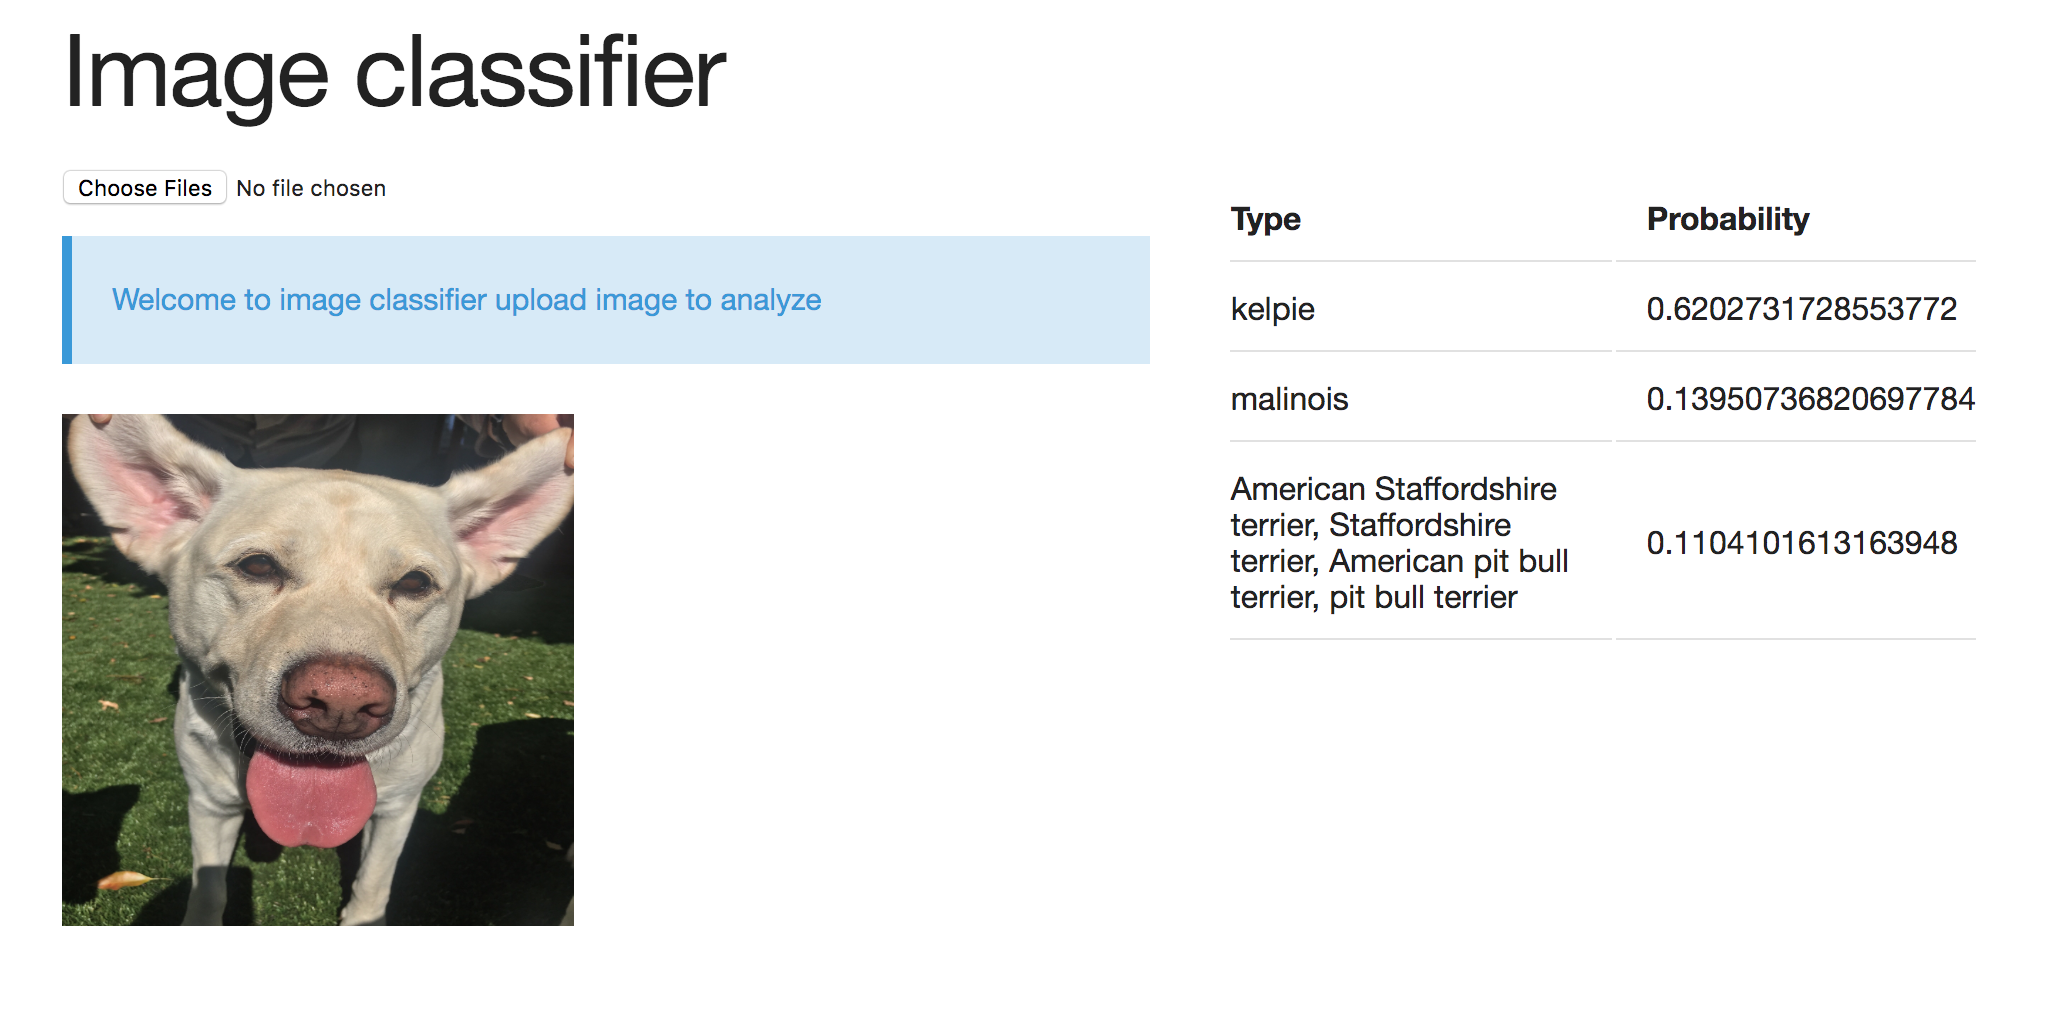 Image classifier
Choose Files No file chosen
Welcome to image classifier upload image to analyze
Type Probability
kelpie 0.6202731728553772
malinois 0.13950736820697784
American Staffordshire
terrier, Staffordshire
terrier, American pit bull
terrier, pit bull terrier
0.1104101613163948